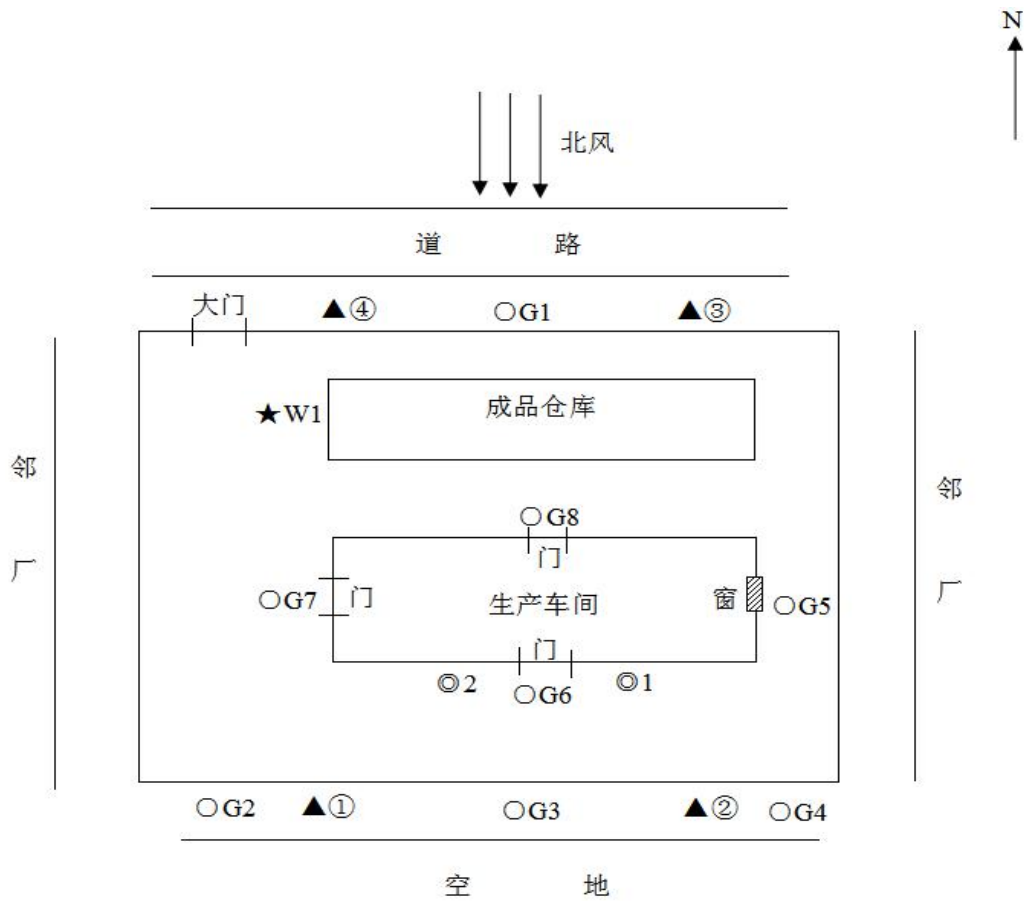 N
北风
道 路
大门 ▲④ ○G1 ▲③
★W1 成品仓库
邻厂
邻厂
○G8
门
○G7 门 生产车间 窗 ○G5
门
◎2 ○G6 ◎1
○G2 ▲① ○G3 ▲② ○G4
空 地